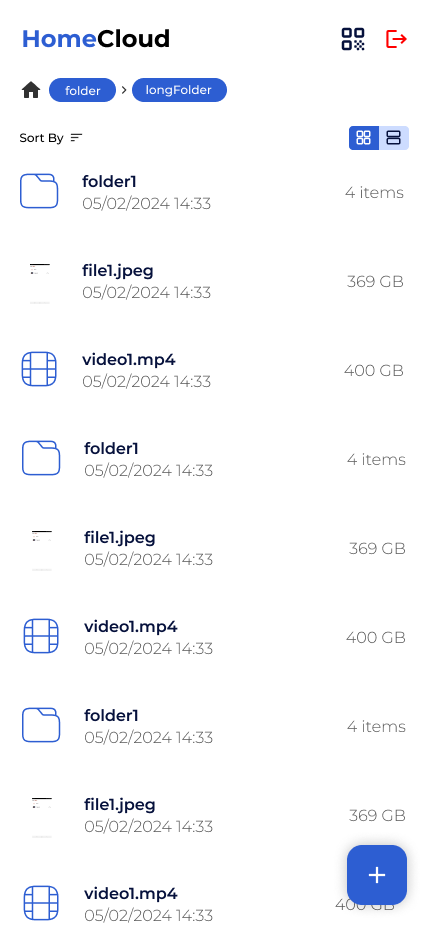 HomeCloud
folder > longFolder
Sort By
folder1
05/02/2024 14:33
4 items
file1.jpeg
05/02/2024 14:33
369 GB
video1.mp4
05/02/2024 14:33
400 GB
folder1
05/02/2024 14:33
4 items
file1.jpeg
05/02/2024 14:33
369 GB
video1.mp4
05/02/2024 14:33
400 GB
folder1
05/02/2024 14:33
4 items
file1.jpeg
05/02/2024 14:33
369 GB
video1.mp4
05/02/2024 14:33
400 GB